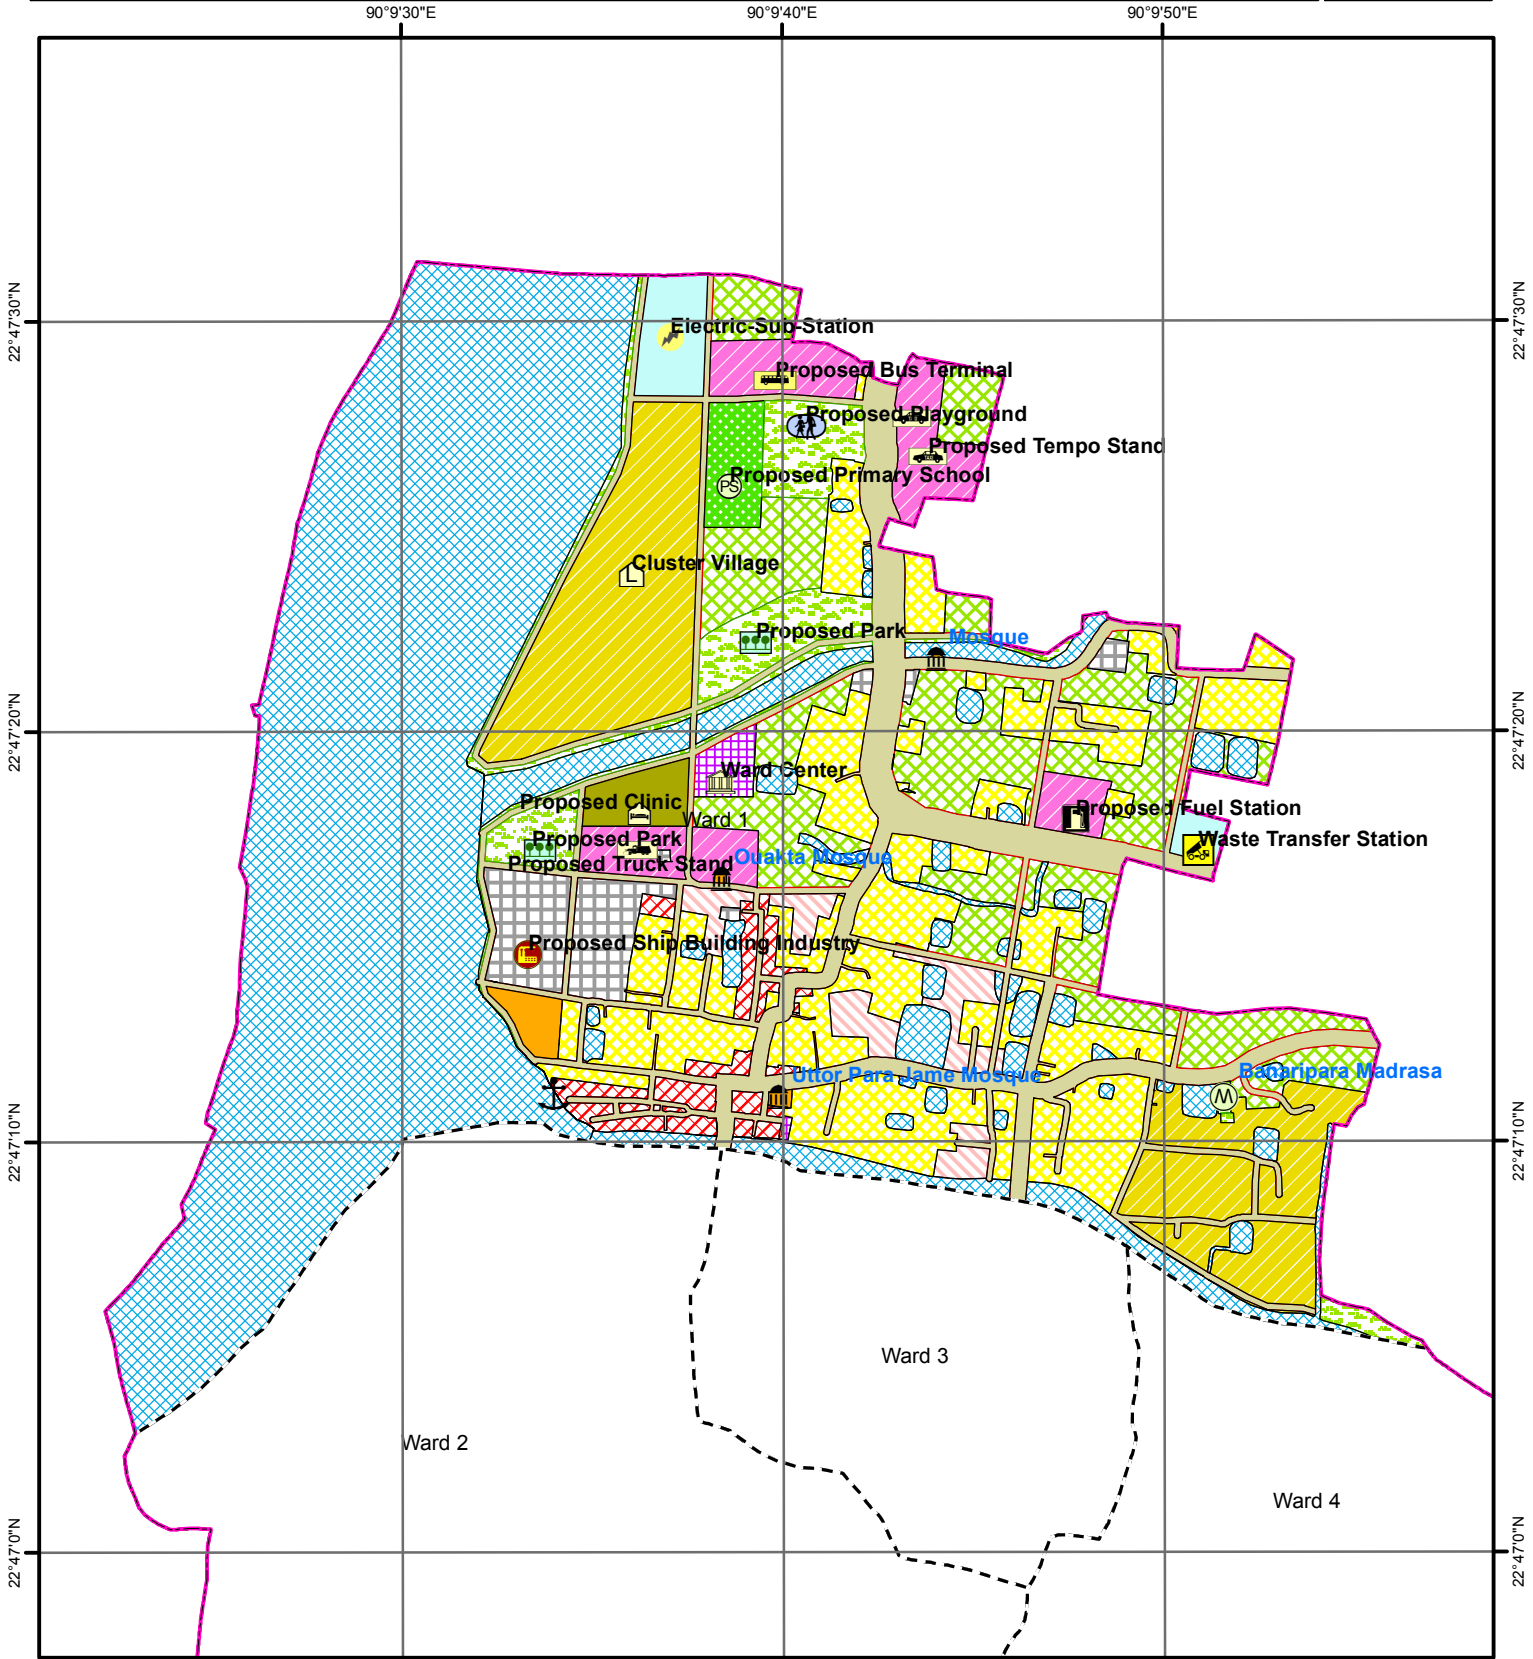 90°9'30"E
90°9'40"E
90°9'50"E
22°47'30"N
22°47'30"N
Electric-Sub-Station
Proposed Bus Terminal
Proposed Playground
Proposed Tempo Stand
Proposed Primary School
PS
Cluster Village
L
Proposed Park
Mosque
22°47'20"N
22°47'20"N
Ward Center
Proposed Clinic
Proposed Fuel Station
Ward 1
Proposed Park
Waste Transfer Station
Ouakta Mosque
Proposed Truck Stand
Proposed Ship Building Industry
Uttor Para Jame Mosque
Banaripara Madrasa
M
22°47'10"N
22°47'10"N
Ward 3
Ward 2
Ward 4
22°47'0"N
22°47'0"N